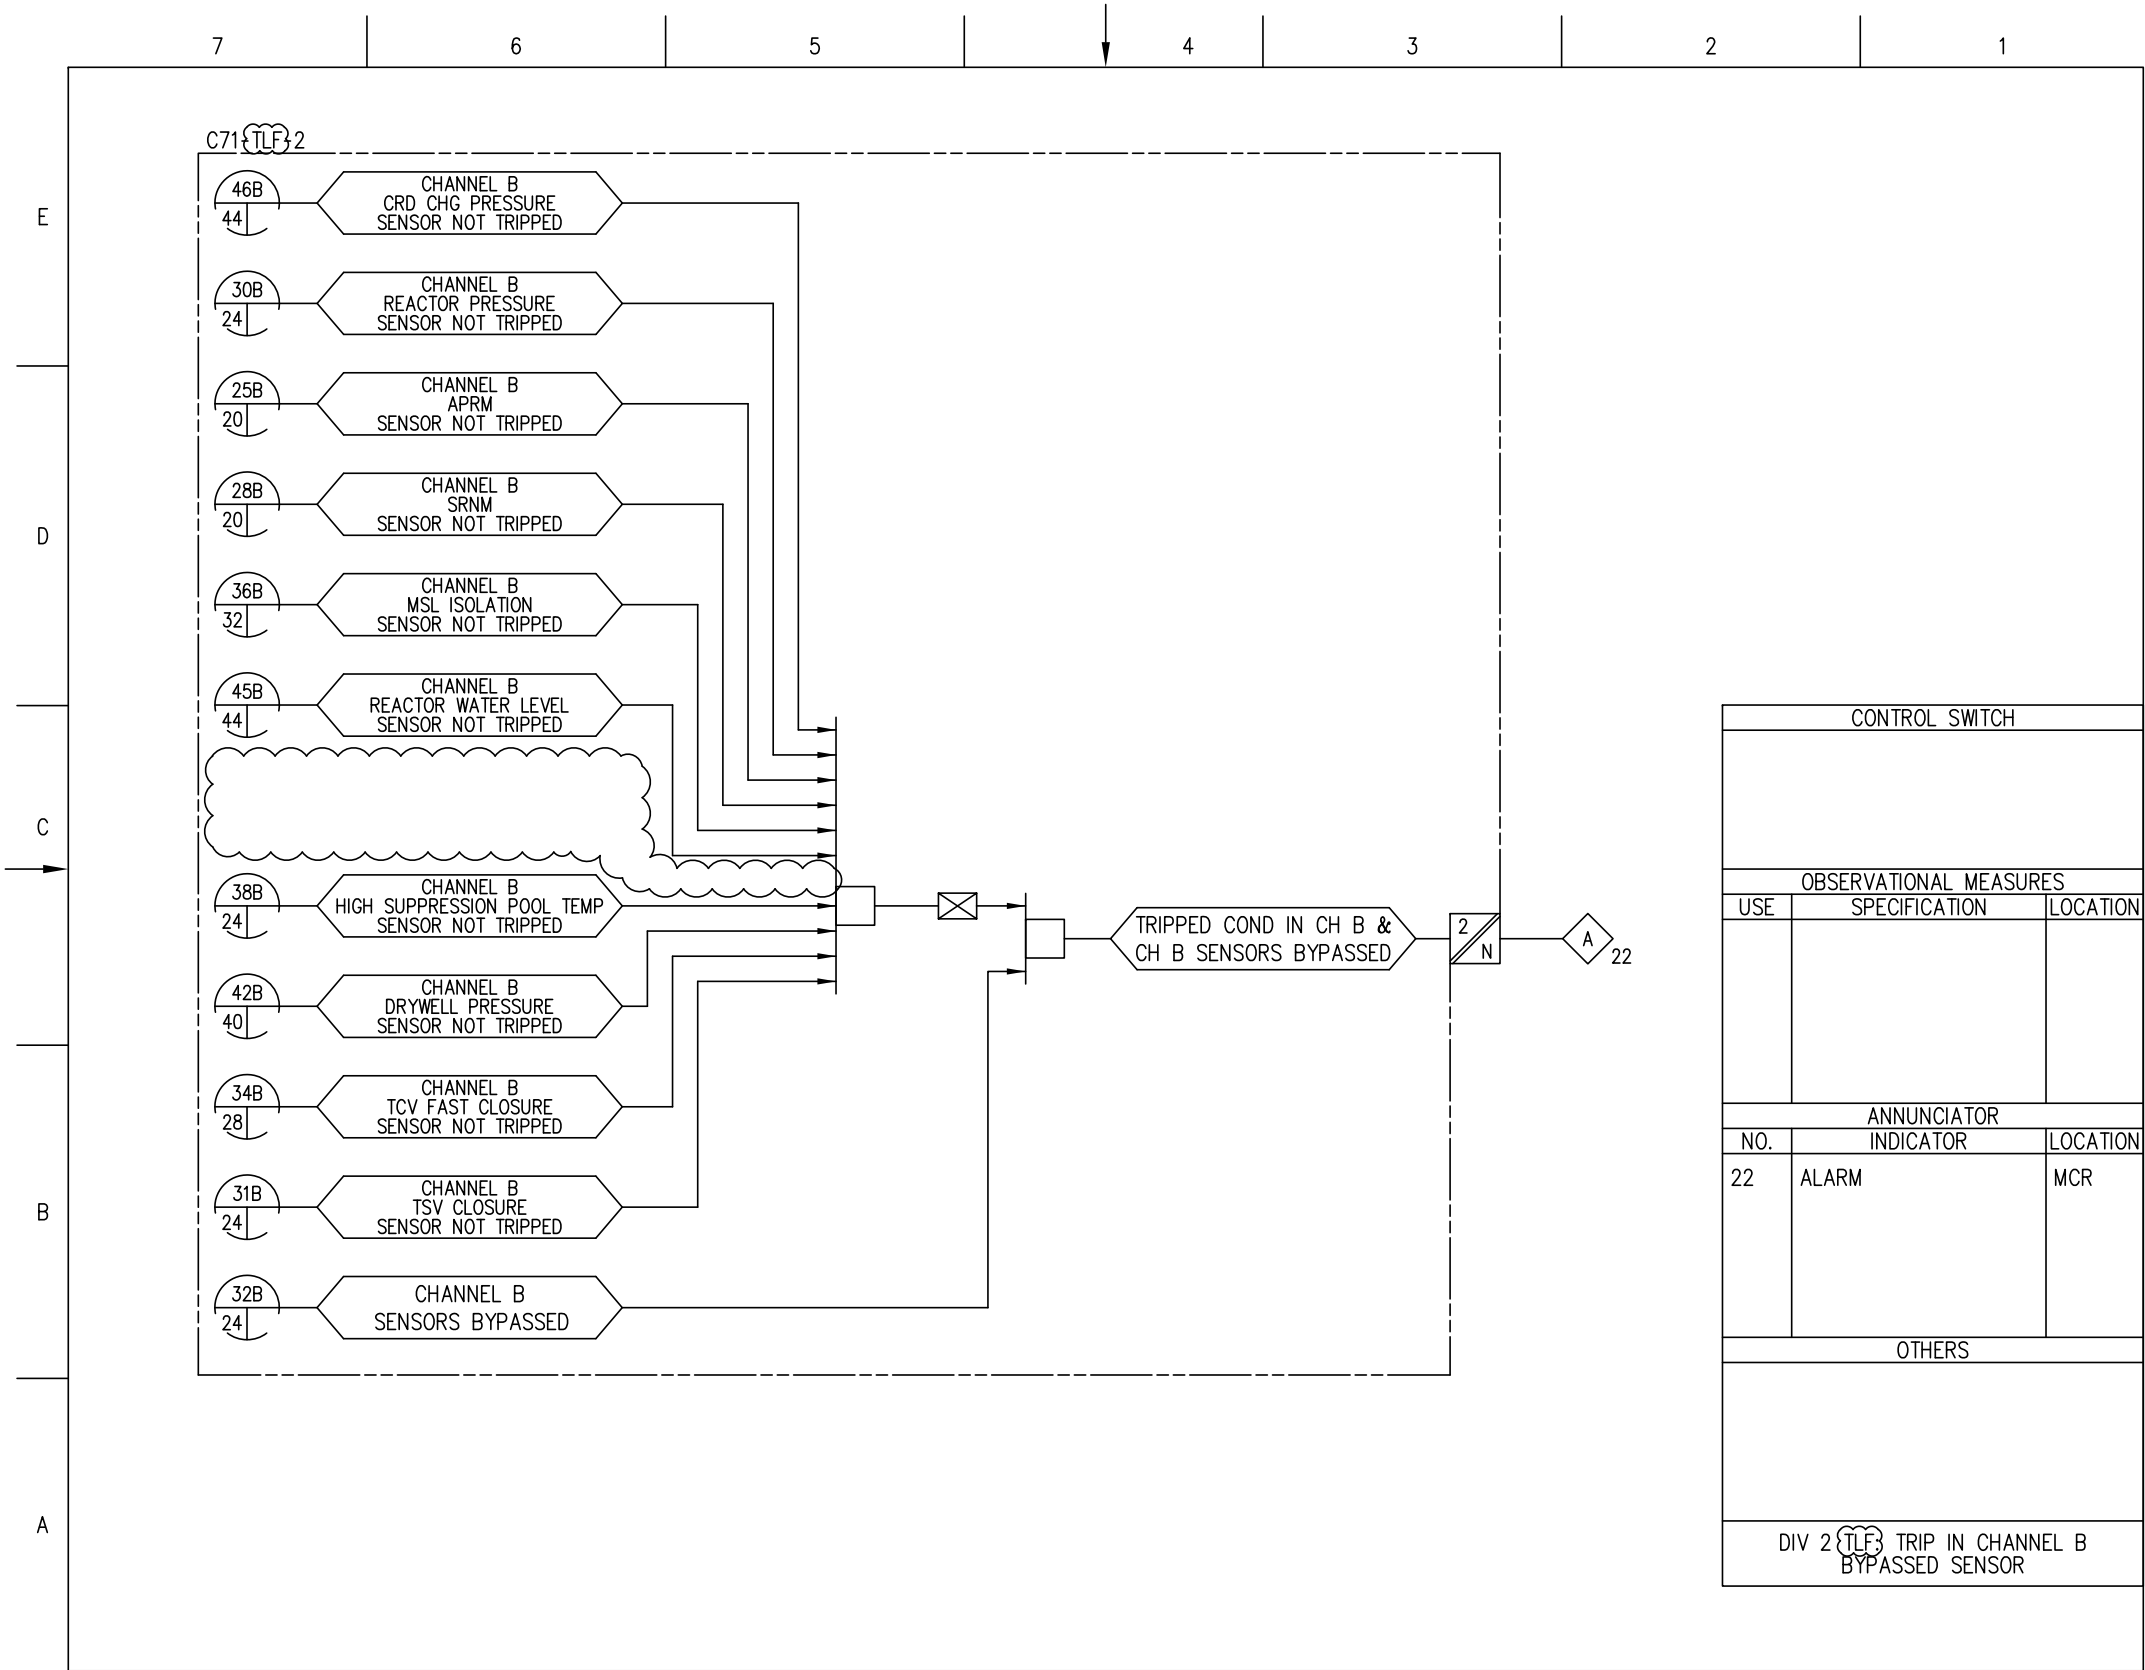 7 6 5 4 3 2 1
C71-TLF-2
E
46B
44
CHANNEL B
CRD CHG PRESSURE
SENSOR NOT TRIPPED
30B
24
CHANNEL B
REACTOR PRESSURE
SENSOR NOT TRIPPED
25B
20
CHANNEL B
APRM
SENSOR NOT TRIPPED
D
28B
20
CHANNEL B
SRNM
SENSOR NOT TRIPPED
36B
32
CHANNEL B
MSL ISOLATION
SENSOR NOT TRIPPED
45B
44
CHANNEL B
REACTOR WATER LEVEL
SENSOR NOT TRIPPED
C
38B
24
CHANNEL B
HIGH SUPPRESSION POOL TEMP
SENSOR NOT TRIPPED
42B
40
CHANNEL B
DRYWELL PRESSURE
SENSOR NOT TRIPPED
34B
28
CHANNEL B
TCV FAST CLOSURE
SENSOR NOT TRIPPED
B
31B
24
CHANNEL B
TSV CLOSURE
SENSOR NOT TRIPPED
32B
24
CHANNEL B
SENSORS BYPASSED
A
TRIPPED COND IN CH B &
CH B SENSORS BYPASSED
2
N
A
22
CONTROL SWITCH
OBSERVATIONAL MEASURES
USE SPECIFICATION LOCATION
ANNUNCIATOR
NO. INDICATOR LOCATION
22 ALARM MCR
OTHERS
DIV 2 TLF: TRIP IN CHANNEL B
BYPASSED SENSOR